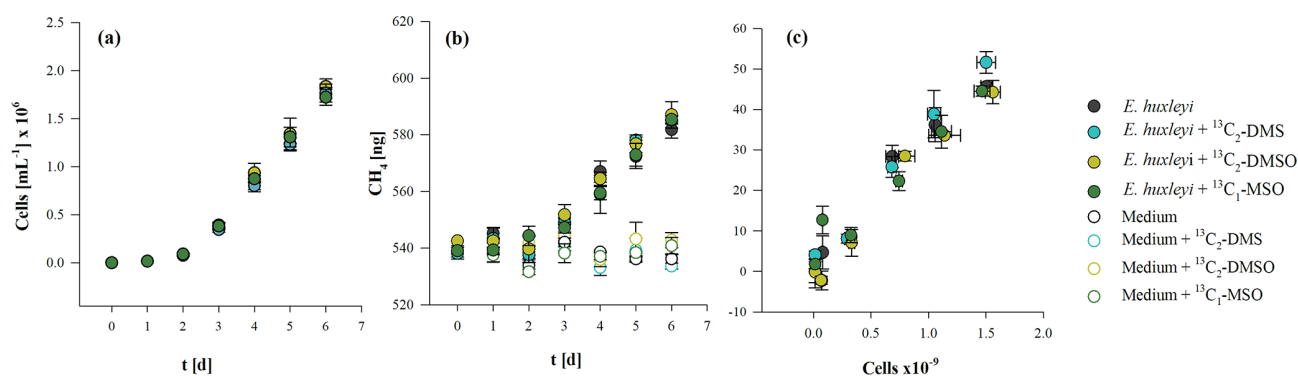 (a)
Cells [mL⁻¹] x 10⁶
2.5
2.0
1.5
1.0
0.5
0.0
0 1 2 3 4 5 6 7
t [d]
(b)
CH₄ [ng]
620
600
580
560
540
520
0 1 2 3 4 5 6 7
t [d]
(c)
60
50
40
30
20
10
0
-10
0.0 0.5 1.0 1.5 2.0
Cells x10⁻⁹
E. huxleyi
E. huxleyi + ¹³C₂-DMS
E. huxleyi + ¹³C₂-DMSO
E. huxleyi + ¹³C₁-MSO
Medium
Medium + ¹³C₂-DMS
Medium + ¹³C₂-DMSO
Medium + ¹³C₁-MSO